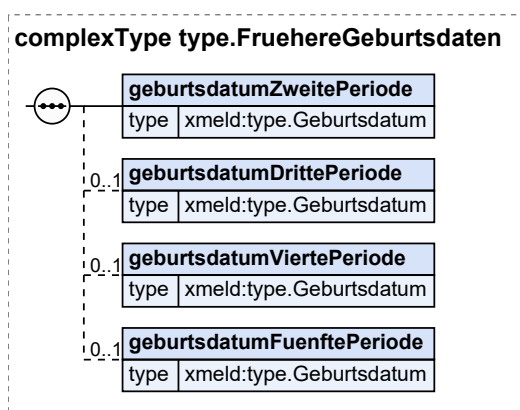 complexType type.FruehereGeburtsdaten
geburtsdatumZweitePeriode
type xmeld:type.Geburtsdatum
0..1 geburtsdatumDrittePeriode
type xmeld:type.Geburtsdatum
0..1 geburtsdatumViertePeriode
type xmeld:type.Geburtsdatum
0..1 geburtsdatumFuenftePeriode
type xmeld:type.Geburtsdatum